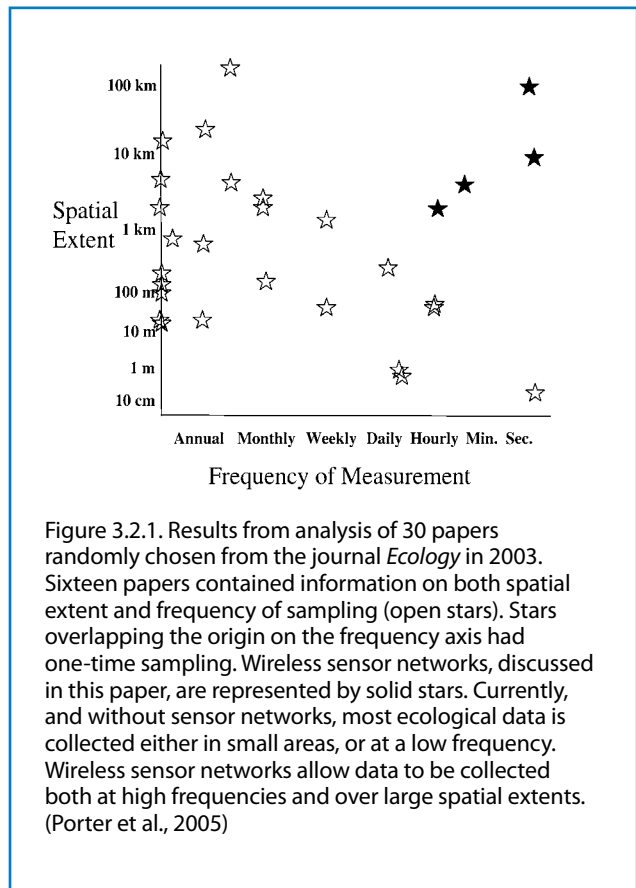 100 km
10 km
Spatial
Extent
1 km
100 m
10 m
1 m
10 cm
Annual Monthly Weekly Daily Hourly Min. Sec.
Frequency of Measurement
Figure 3.2.1. Results from analysis of 30 papers
randomly chosen from the journal Ecology in 2003.
Sixteen papers contained information on both spatial
extent and frequency of sampling (open stars). Stars
overlapping the origin on the frequency axis had
one-time sampling. Wireless sensor networks, discussed
in this paper, are represented by solid stars. Currently,
and without sensor networks, most ecological data is
collected either in small areas, or at a low frequency.
Wireless sensor networks allow data to be collected
both at high frequencies and over large spatial extents.
(Porter et al., 2005)